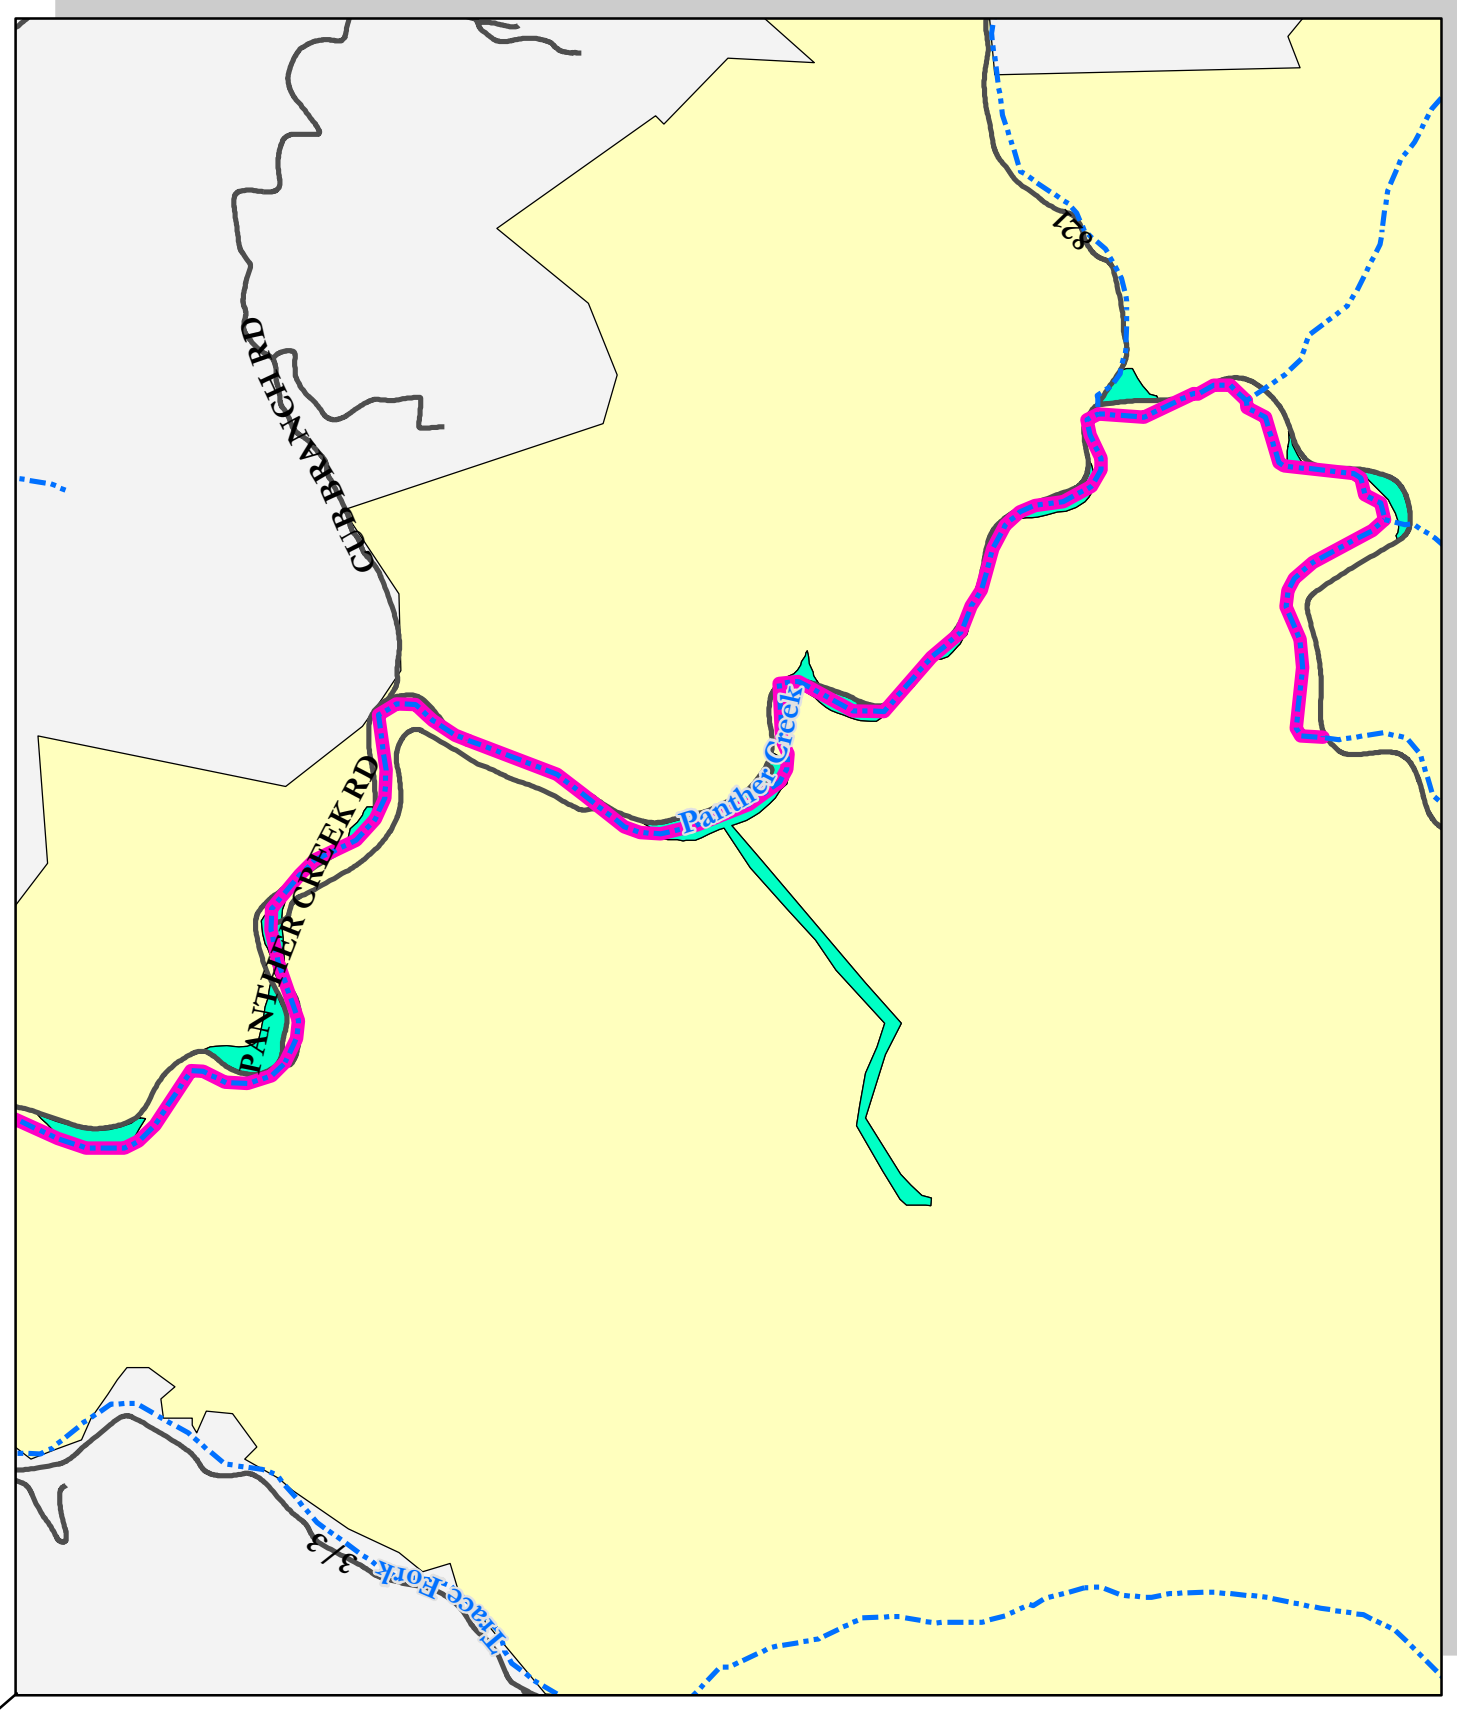 821
CUB BRANCH RD
Panther Creek
PANTHER CREEK RD
3/3
Trace Fork